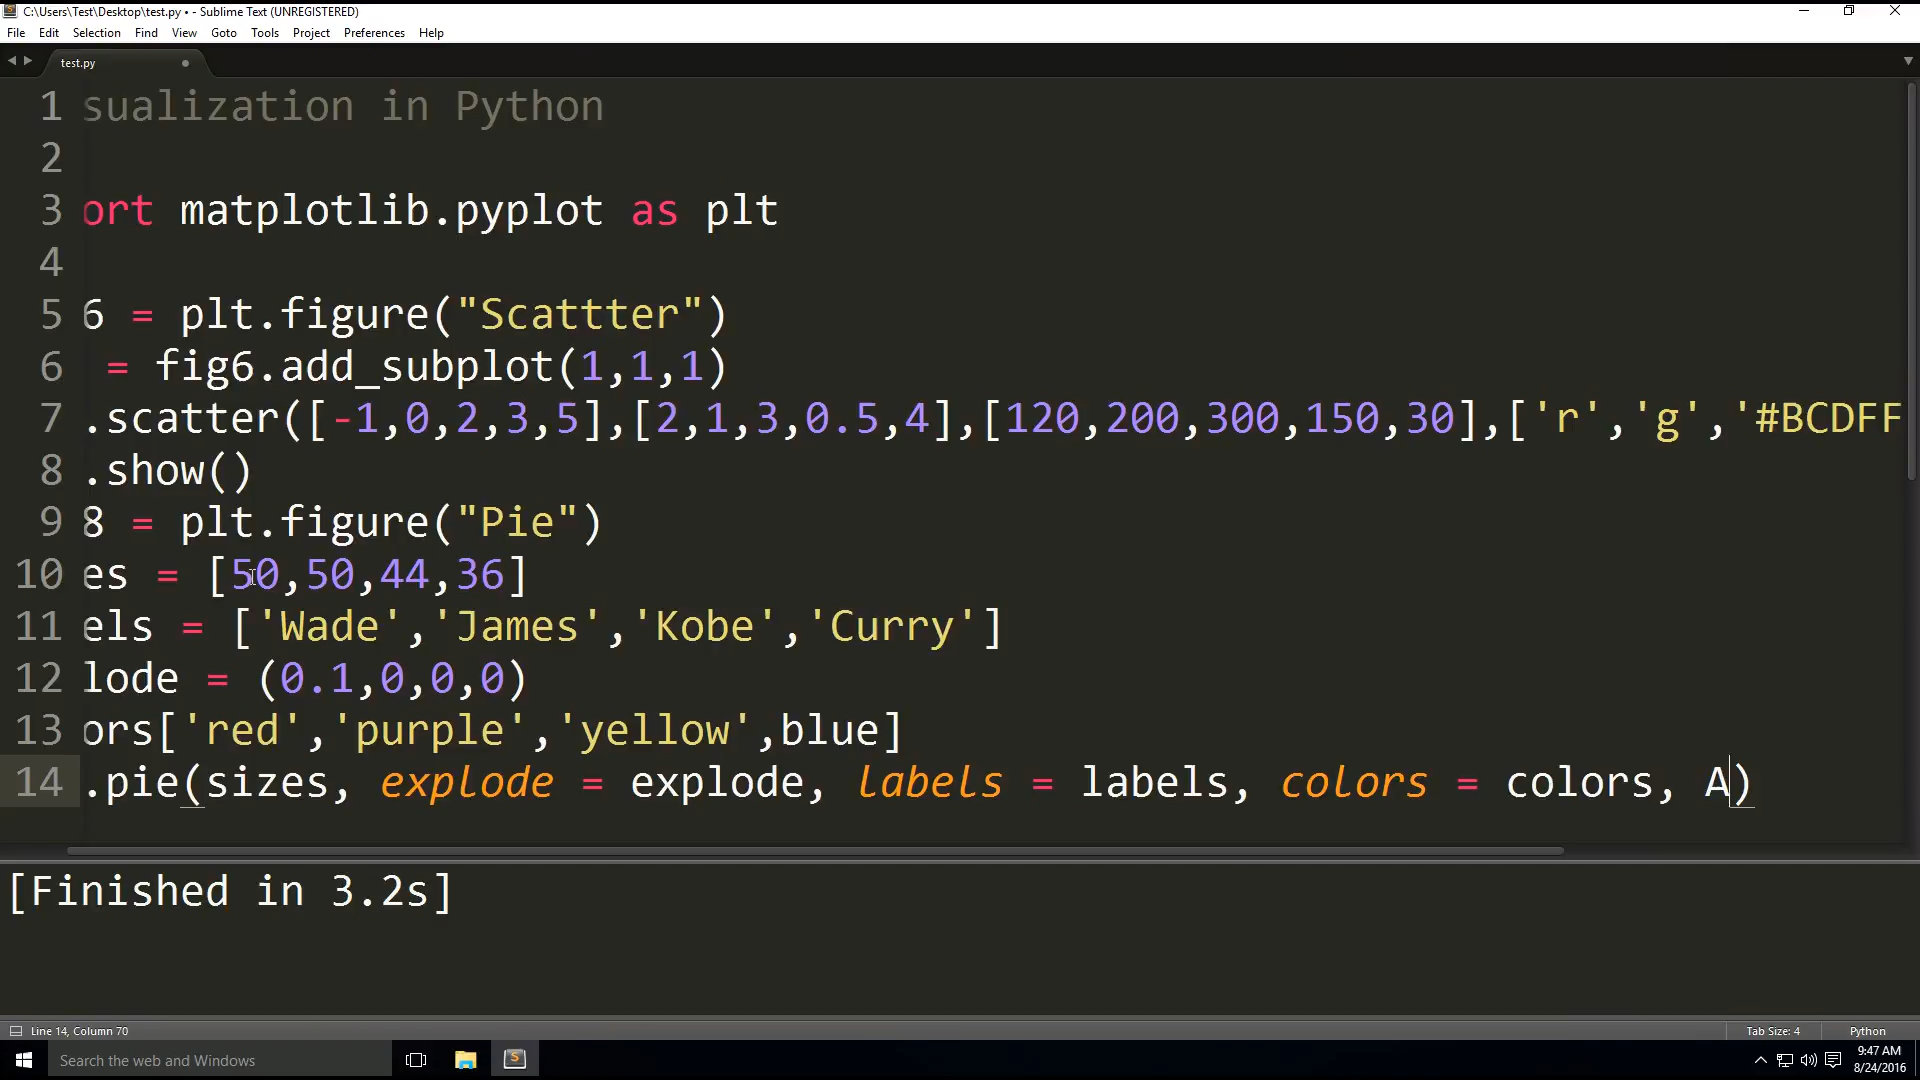 C:\Users\Test\Desktop\test.py • - Sublime Text (UNREGISTERED)
File Edit Selection Find View Goto Tools Project Preferences Help
test.py
1 sualization in Python
2
3 ort matplotlib.pyplot as plt
4
5 6 = plt.figure("Scattter")
6 = fig6.add_subplot(1,1,1)
7 .scatter([-1,0,2,3,5],[2,1,3,0.5,4],[120,200,300,150,30],['r','g','#BCDFF
8 .show()
9 8 = plt.figure("Pie")
10 es = [50,50,44,36]
11 els = ['Wade','James','Kobe','Curry']
12 lode = (0.1,0,0,0)
13 ors['red','purple','yellow',blue]
14 .pie(sizes, explode = explode, labels = labels, colors = colors, A)
[Finished in 3.2s]
Line 14, Column 70 Tab Size: 4 Python
Search the web and Windows
9:47 AM
8/24/2016